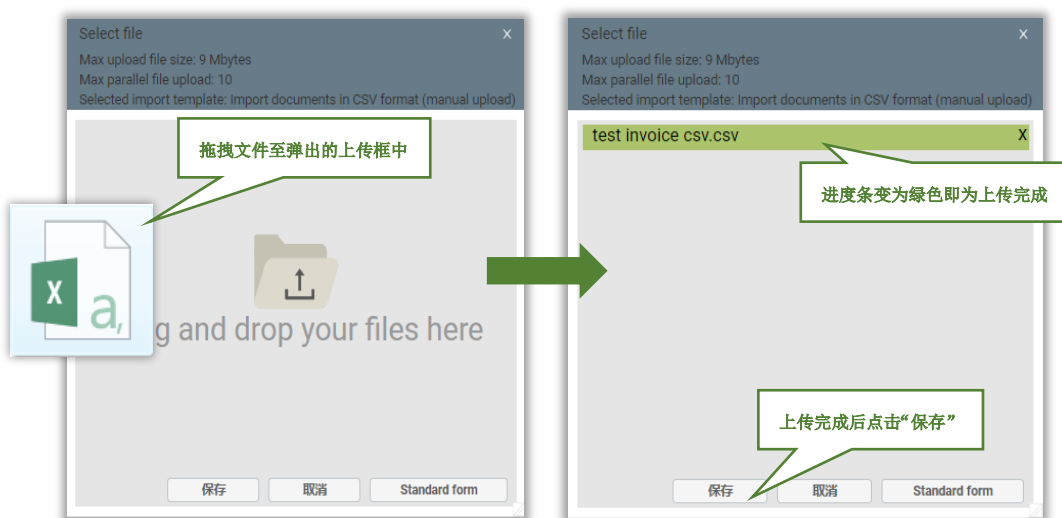 Select file
X
Max upload file size: 9 Mbytes
Max parallel file upload: 10
Selected import template: Import documents in CSV format (manual upload)
拖拽文件至弹出的上传框中
X
a,
g and drop your files here
保存
取消
Standard form
Select file
X
Max upload file size: 9 Mbytes
Max parallel file upload: 10
Selected import template: Import documents in CSV format (manual upload)
test invoice csv.csv
X
进度条变为绿色即为上传完成
上传完成后点击“保存”
保存
取消
Standard form